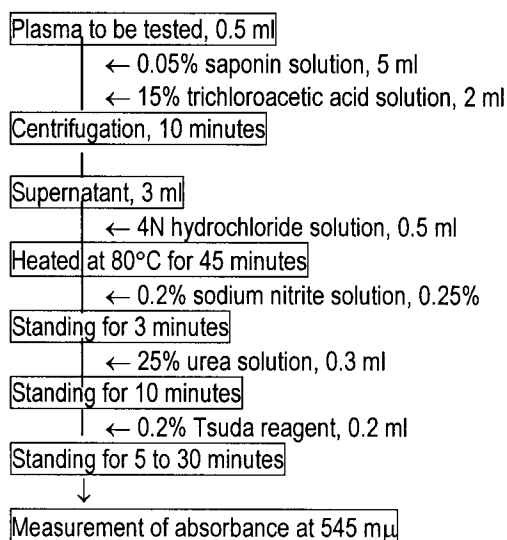 Plasma to be tested, 0.5 ml
← 0.05% saponin solution, 5 ml
← 15% trichloroacetic acid solution, 2 ml
Centrifugation, 10 minutes
Supernatant, 3 ml
← 4N hydrochloride solution, 0.5 ml
Heated at 80°C for 45 minutes
← 0.2% sodium nitrite solution, 0.25%
Standing for 3 minutes
← 25% urea solution, 0.3 ml
Standing for 10 minutes
← 0.2% Tsuda reagent, 0.2 ml
Standing for 5 to 30 minutes
↓
Measurement of absorbance at 545 mμ